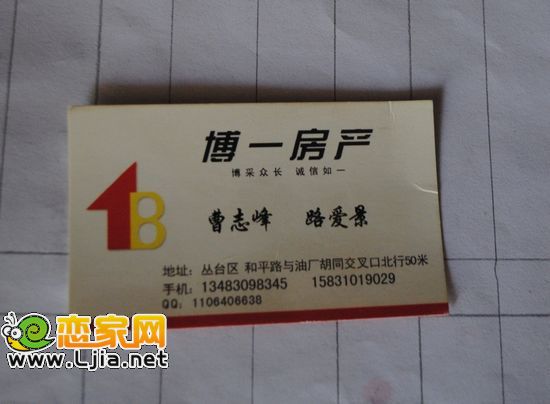 博一房产
博采众长 诚信如一
1B
曹志峰 路爱景
地址：丛台区 和平路与油厂胡同交叉口北行50米
手机：13483098345 15831019029
QQ：1106406638
恋家网
www.Ljia.net